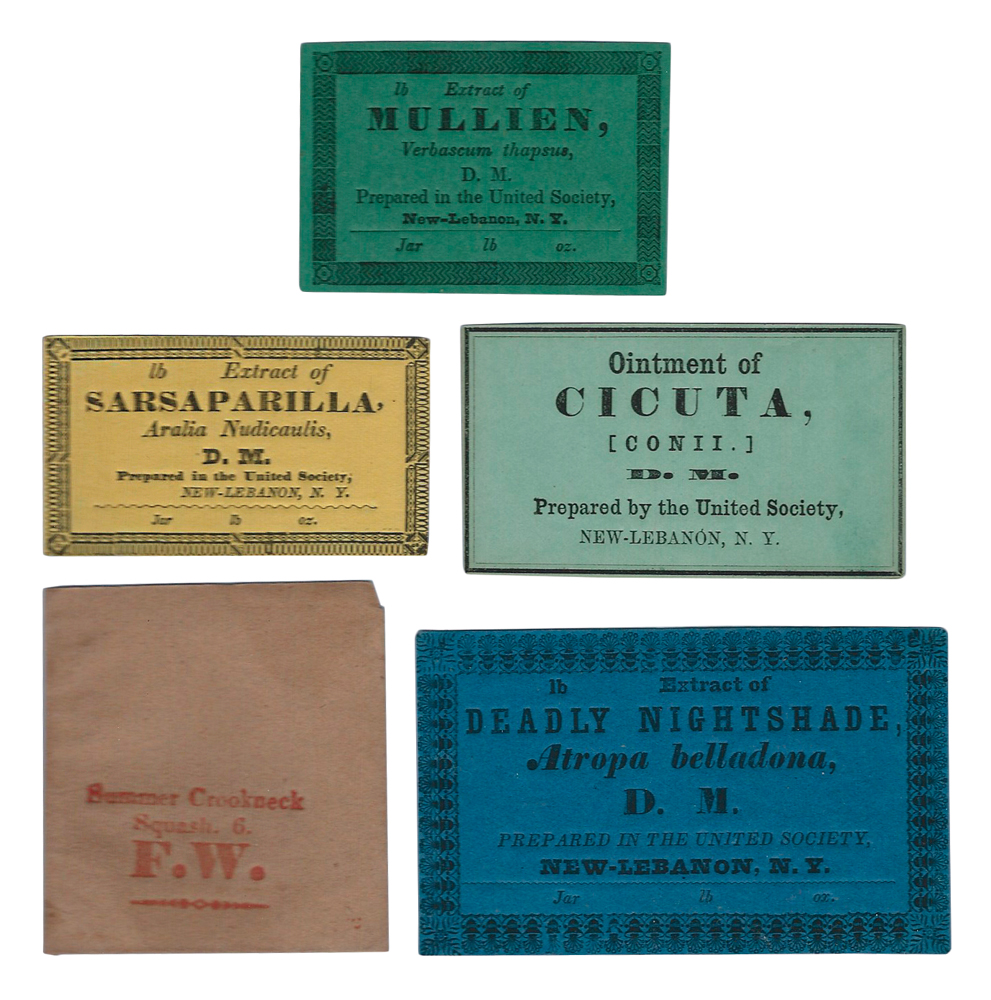 lb Extract of
MULLIEN,
Verbascum thapsus,
D. M.
Prepared in the United Society,
New-Lebanon, N. Y.
Jar lb oz.
lb Extract of
SARSAPARILLA,
Aralia Nudicaulis,
D. M.
Prepared in the United Society,
NEW-LEBANON, N. Y.
Jar lb oz.
Ointment of
CICUTA,
[CONII.]
D. M.
Prepared by the United Society,
NEW-LEBANON, N. Y.
Summer Crookneck
Squash. 6.
F.W.
lb Extract of
DEADLY NIGHTSHADE,
Atropa belladona,
D. M.
PREPARED IN THE UNITED SOCIETY,
NEW-LEBANON, N. Y.
Jar lb oz.